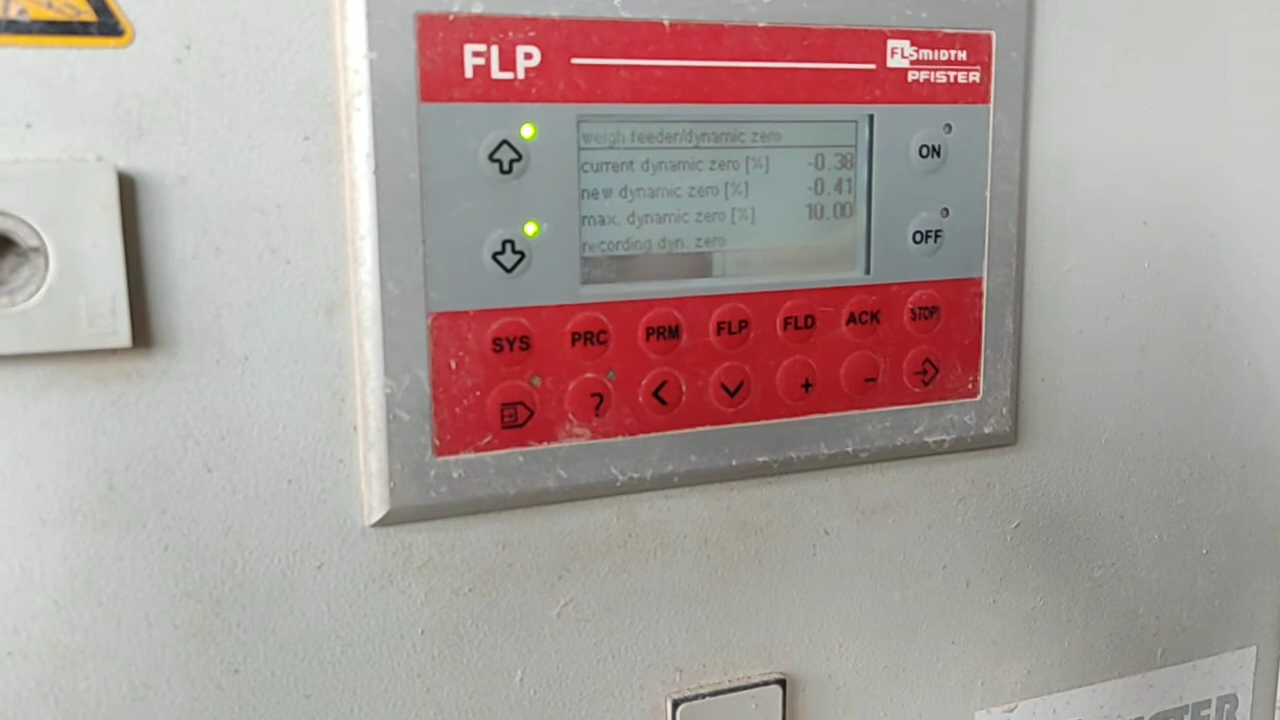 FLP
FLSMIDTH
PFISTER
weigh feeder/dynamic zero
current dynamic zero [%] -0.38
new dynamic zero [%] -0.41
max. dynamic zero [%] 10.00
recording dyn. zero
ON
OFF
SYS PRC PRM FLP FLD ACK STOP!
? + -